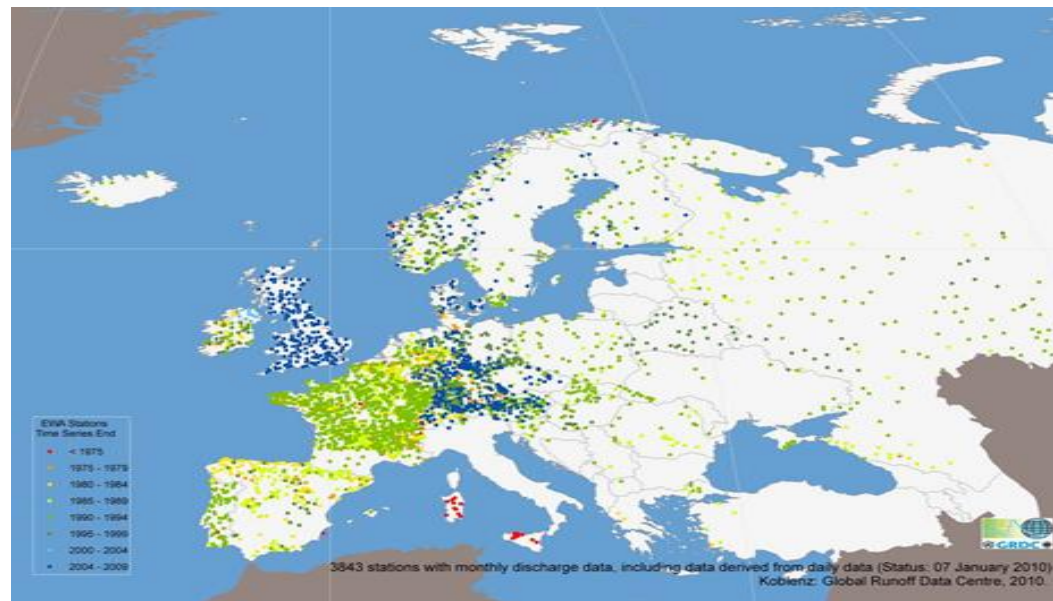 EWA Stations
Time Series End
< 1975
1975 - 1979
1980 - 1984
1985 - 1989
1990 - 1994
1995 - 1999
2000 - 2004
2004 - 2009
GRDC
3843 stations with monthly discharge data, including data derived from daily data (Status: 07 January 2010)
Koblenz: Global Runoff Data Centre, 2010.